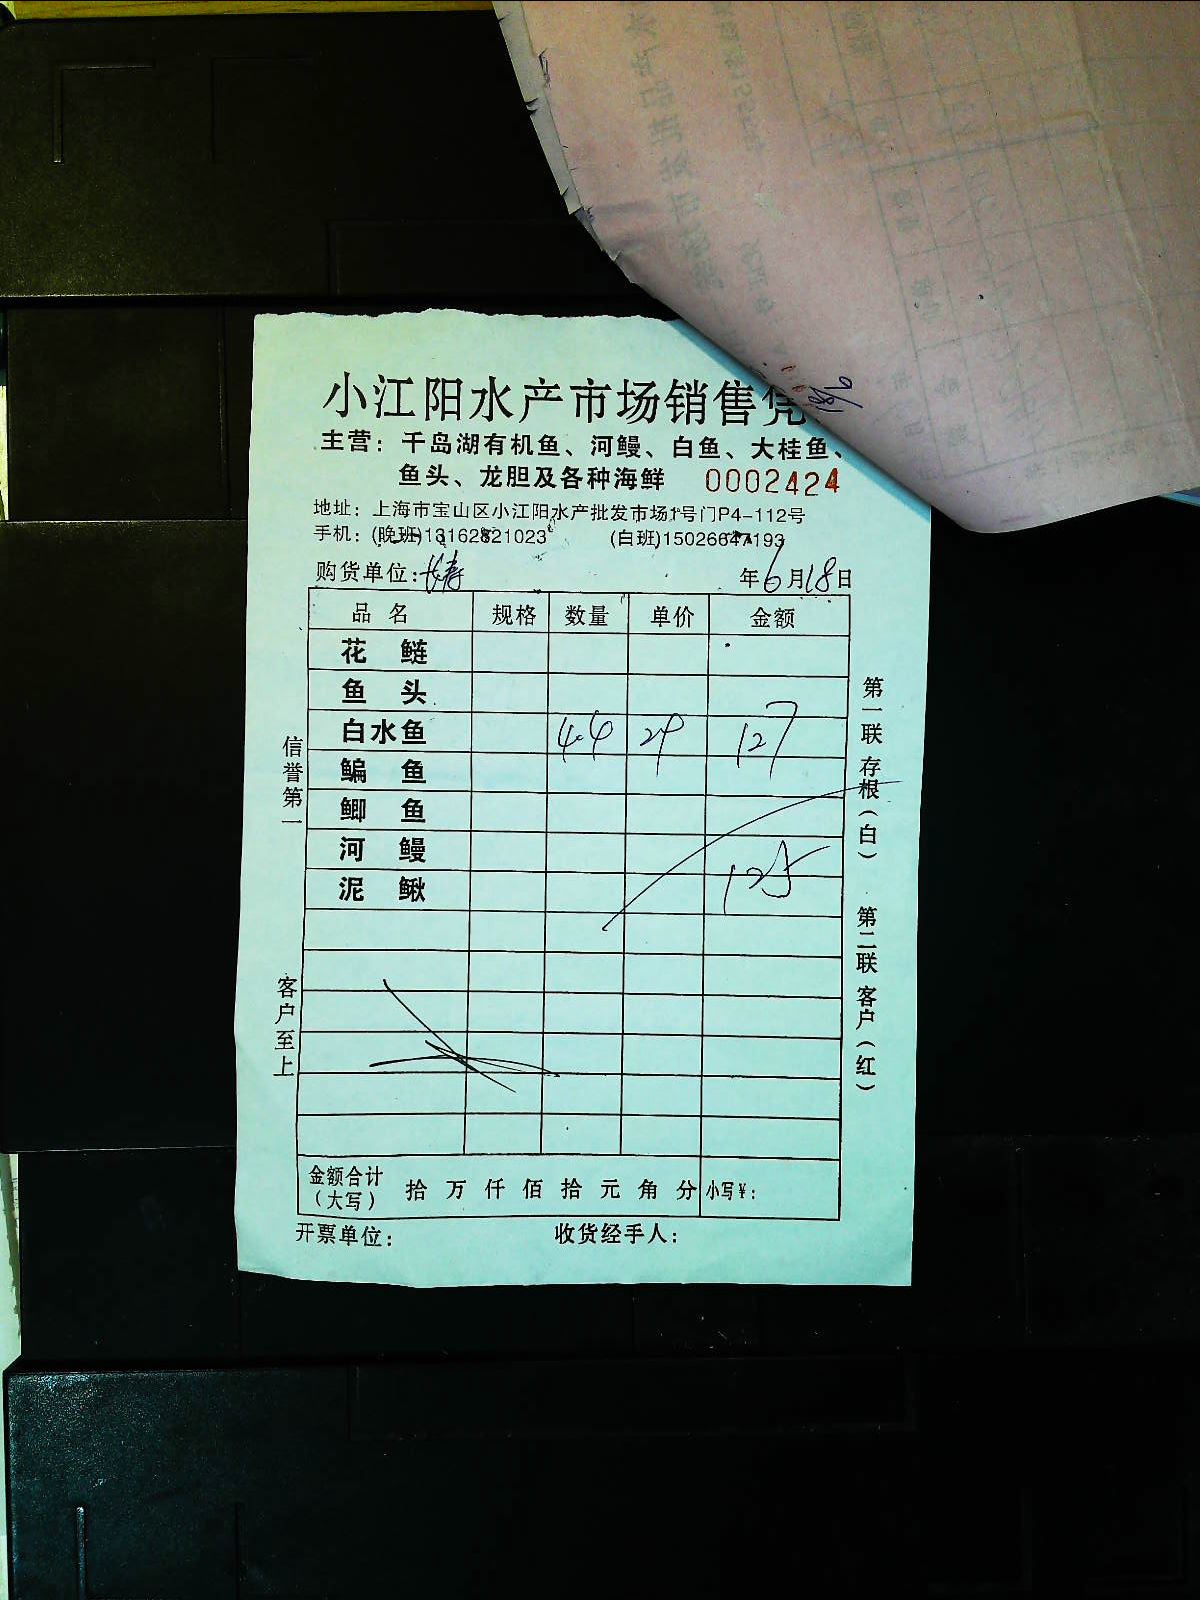 小江阳水产市场销售凭
主营：千岛湖有机鱼、河鳗、白鱼、大桂鱼、
鱼头、龙胆及各种海鲜 0002424
地址：上海市宝山区小江阳水产批发市场1号门P4-112号
手机：(晚班)13162821023 (白班)15026647193
购货单位：长寿 年6月18日
品名 规格 数量 单价 金额
花鲢
鱼头
白水鱼 4.4 29 127
鳊鱼
鲫鱼
河鳗 125
泥鳅
金额合计（大写） 拾 万 仟 佰 拾 元 角 分 小写￥：
开票单位： 收货经手人：
信誉第一
客户至上
第一联 存根（白）
第二联 客户（红）